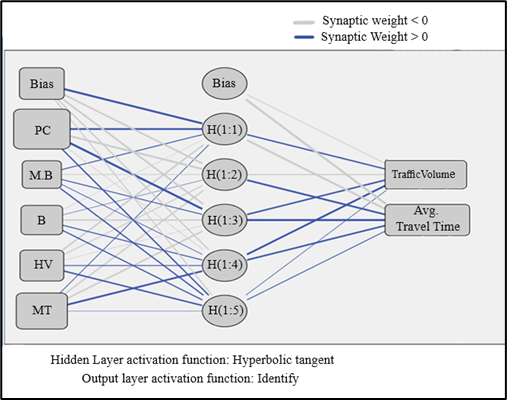 Synaptic weight < 0
Synaptic Weight > 0
Bias
Bias
PC
H(1:1)
M.B
H(1:2)
TrafficVolume
B
H(1:3)
Avg.
Travel Time
HV
H(1:4)
MT
H(1:5)
Hidden Layer activation function: Hyperbolic tangent
Output layer activation function: Identify